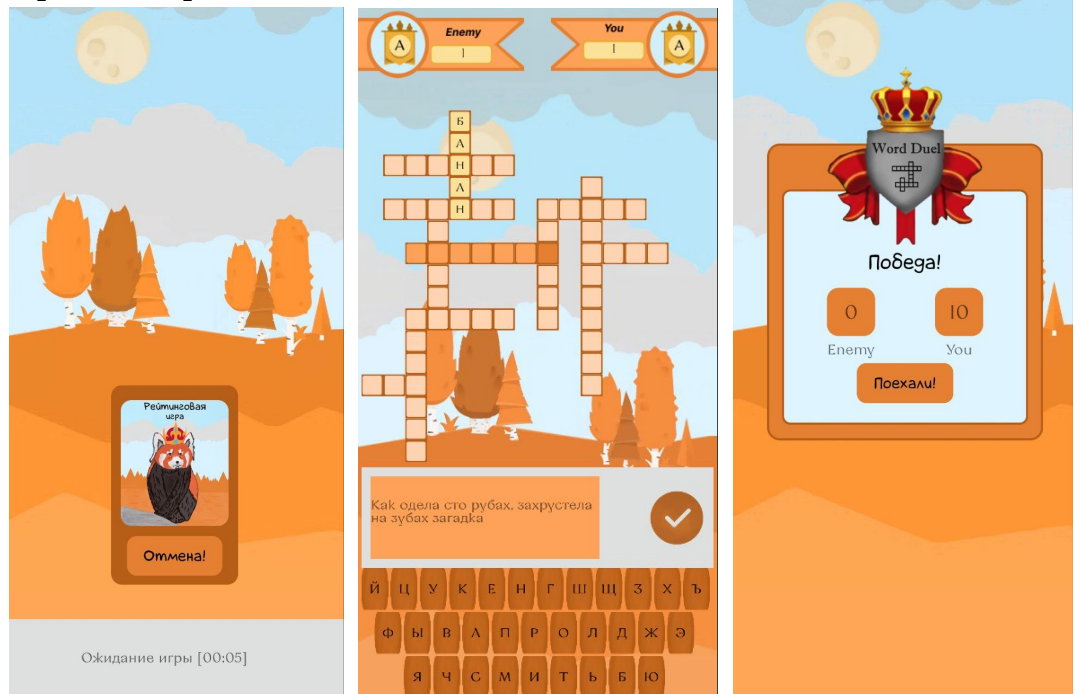 Рейтинговая
игра
Отмена!
Ожидание игры [00:05]
Enemy
1
You
1
А
А
Б
А
Н
А
Н
Как одела сто рубах, захрустела
на зубах загадка
Й Ц У К Е Н Г Ш Щ З Х Ъ
Ф Ы В А П Р О Л Д Ж Э
Я Ч С М И Т Ь Б Ю
Word Duel
Победа!
0 10
Enemy You
Поехали!